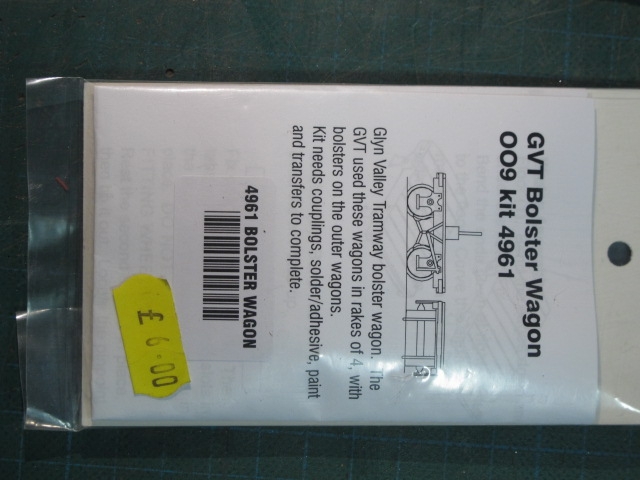 GVT Bolster Wagon
OO9 kit 4961
Glyn Valley Tramway bolster wagon. The
GVT used these wagons in rakes of 4, with
bolsters on the outer wagons.
Kit needs couplings, solder/adhesive, paint
and transfers to complete.
4961 BOLSTER WAGON
£6.00